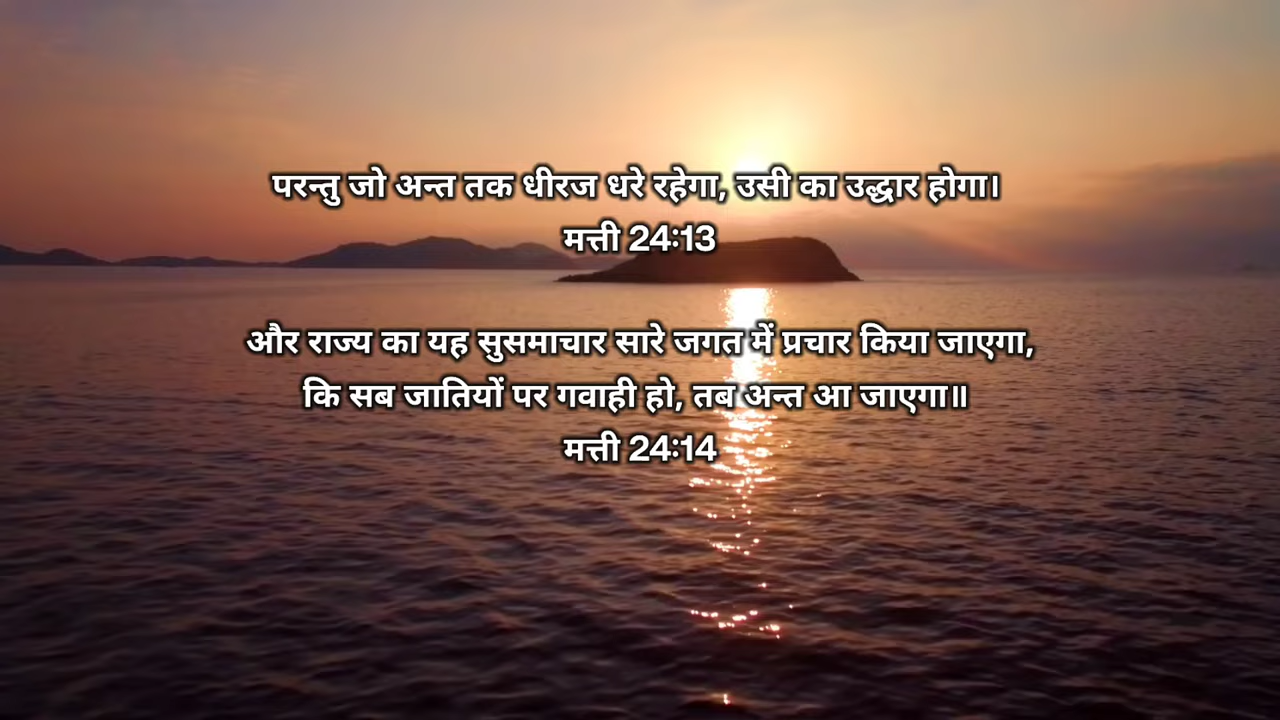 परन्तु जो अन्त तक धीरज धरे रहेगा, उसी का उद्धार होगा।
मत्ती 24:13
और राज्य का यह सुसमाचार सारे जगत में प्रचार किया जाएगा,
कि सब जातियों पर गवाही हो, तब अन्त आ जाएगा॥
मत्ती 24:14